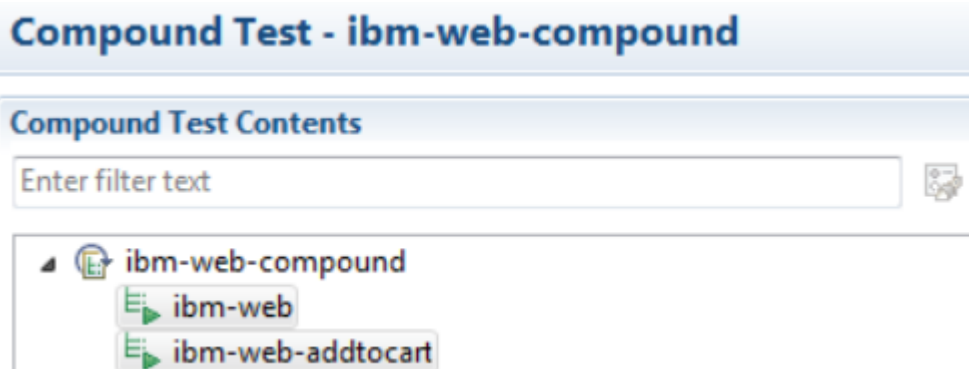 Compound Test - ibm-web-compound
Compound Test Contents
Enter filter text
ibm-web-compound
ibm-web
ibm-web-addtocart